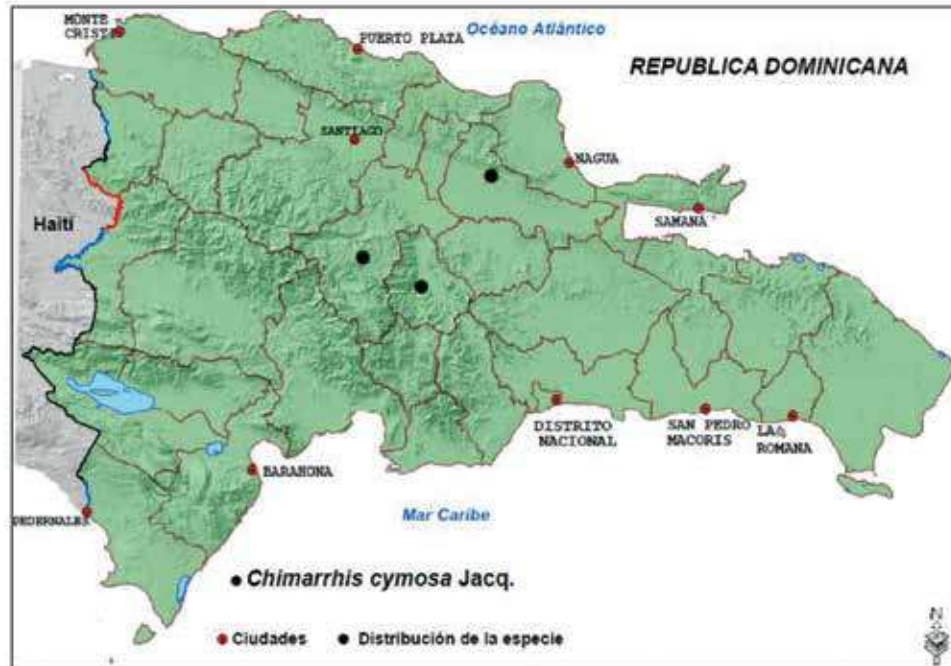 MONTE
CRISTI
PUERTO PLATA
Océano Atlántico
REPUBLICA DOMINICANA
SANTIAGO
NAGUA
Haití
SAMANA
DISTRITO
NACIONAL
SAN PEDRO
MACORIS
LA
ROMANA
BARAHONA
PEDERNALES
Mar Caribe
Chimarrhis cymosa Jacq.
Ciudades
Distribución de la especie
N